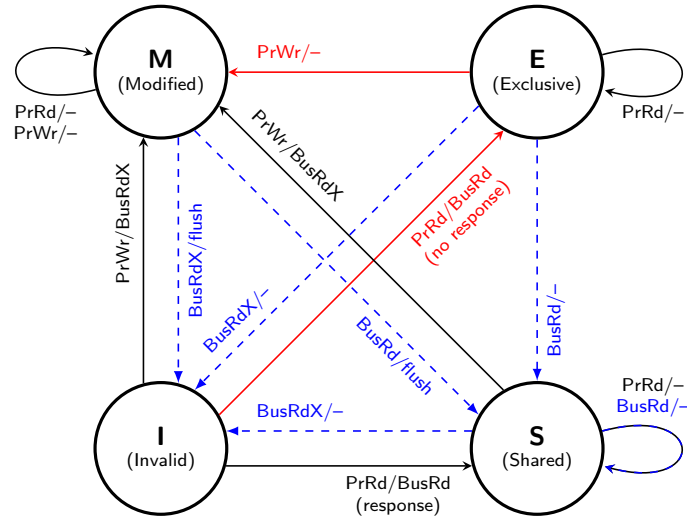 M
(Modified)
E
(Exclusive)
PrWr/–
PrRd/–
PrWr/–
PrRd/–
PrWr/BusRdX
PrWr/BusRdX
BusRdX/flush
PrRd/BusRd
(no response)
BusRdX/–
BusRd/flush
BusRd/–
I
(Invalid)
BusRdX/–
S
(Shared)
PrRd/–
BusRd/–
PrRd/BusRd
(response)